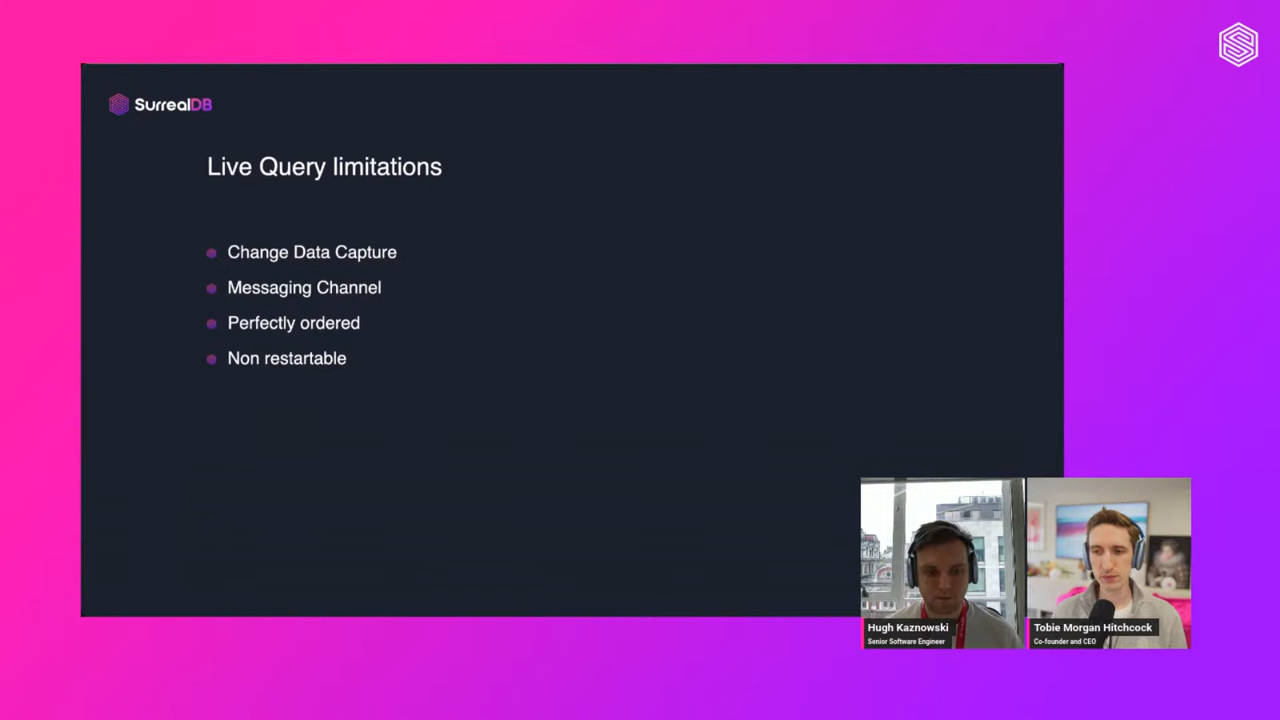 SurrealDB
Live Query limitations
Change Data Capture
Messaging Channel
Perfectly ordered
Non restartable
Hugh Kaznowski
Senior Software Engineer
Tobie Morgan Hitchcock
Co-founder and CEO